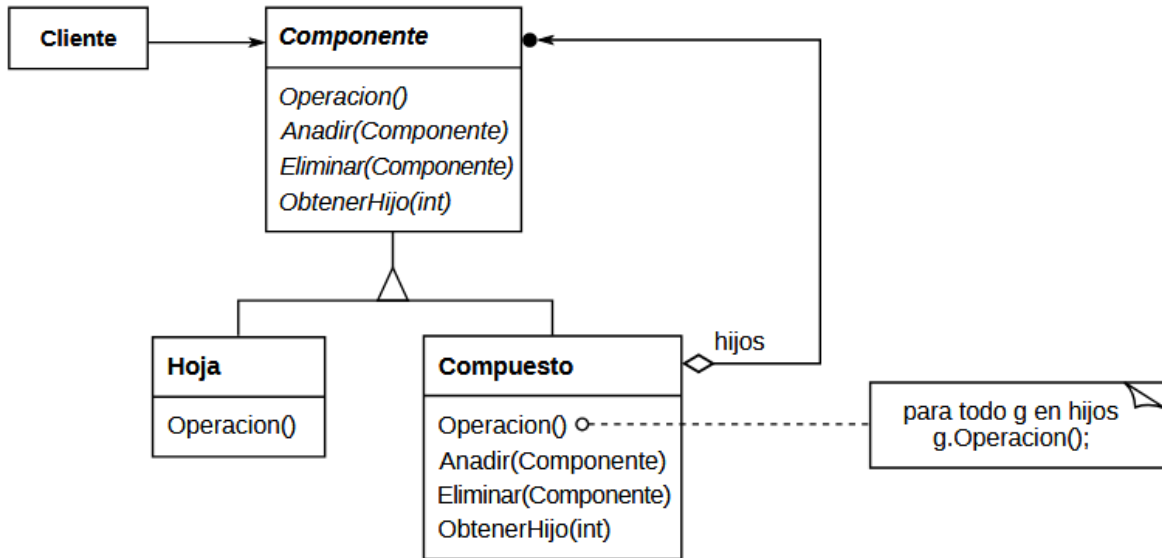 Cliente
Componente
Operacion()
Anadir(Componente)
Eliminar(Componente)
ObtenerHijo(int)
Hoja
Operacion()
Compuesto
Operacion()
Anadir(Componente)
Eliminar(Componente)
ObtenerHijo(int)
hijos
para todo g en hijos
g.Operacion();